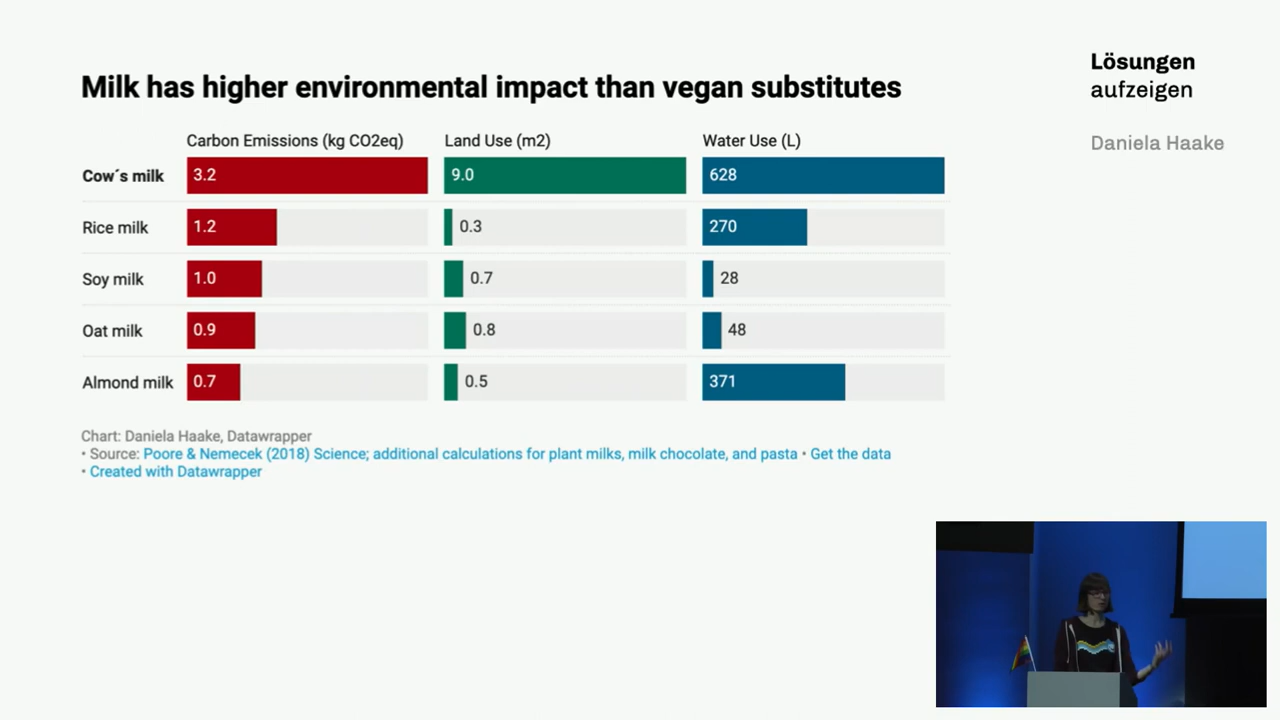 Milk has higher environmental impact than vegan substitutes
Carbon Emissions (kg CO2eq) Land Use (m2) Water Use (L)
Cow´s milk 3.2 9.0 628
Rice milk 1.2 0.3 270
Soy milk 1.0 0.7 28
Oat milk 0.9 0.8 48
Almond milk 0.7 0.5 371
Chart: Daniela Haake, Datawrapper
• Source: Poore & Nemecek (2018) Science; additional calculations for plant milks, milk chocolate, and pasta • Get the data
• Created with Datawrapper
Lösungen
aufzeigen
Daniela Haake